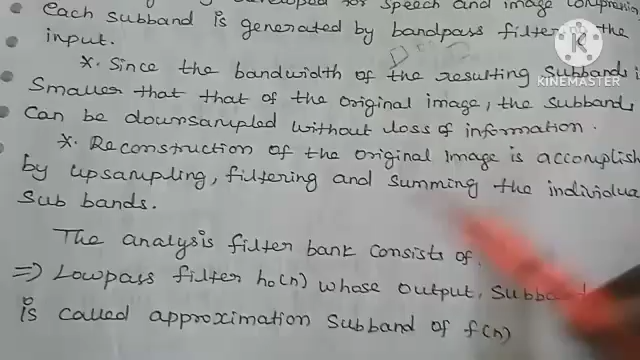 developed for speech and image
each subband is generated by bandpass filter the
input.
*. Since the bandwidth of the resulting subbands i
smaller that that of the original image, the subbands
can be downsampled without loss of information.
*. Reconstruction of the original image is accomplish
by upsampling, filtering and summing the individua
sub bands.
The analysis filter bank consists of.
⇒ Lowpass filter h₀(n) whose output, subband
is called approximation subband of f(n)
KINEMASTER